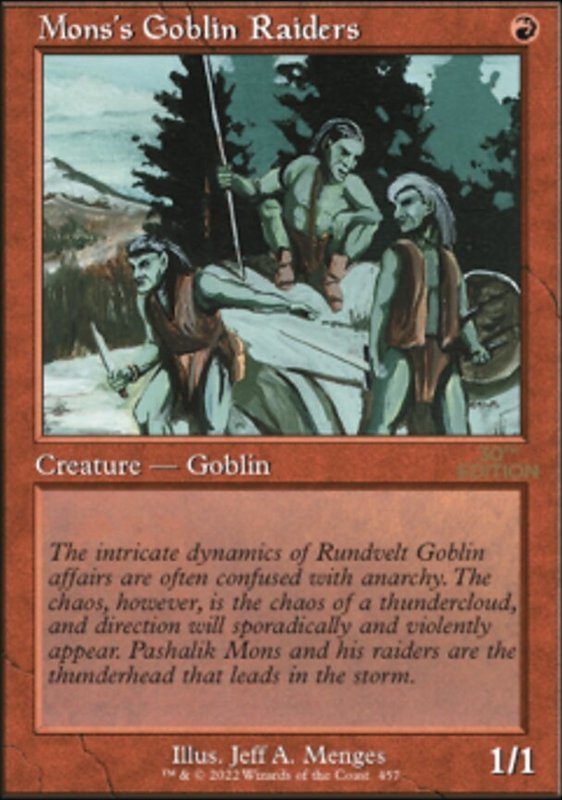 Mons's Goblin Raiders
Creature — Goblin
30TH
EDITION
The intricate dynamics of Rundvelt Goblin
affairs are often confused with anarchy. The
chaos, however, is the chaos of a thundercloud,
and direction will sporadically and violently
appear. Pashalik Mons and his raiders are the
thunderhead that leads in the storm.
Illus. Jeff A. Menges
™ & © 2022 Wizards of the Coast 457
1/1